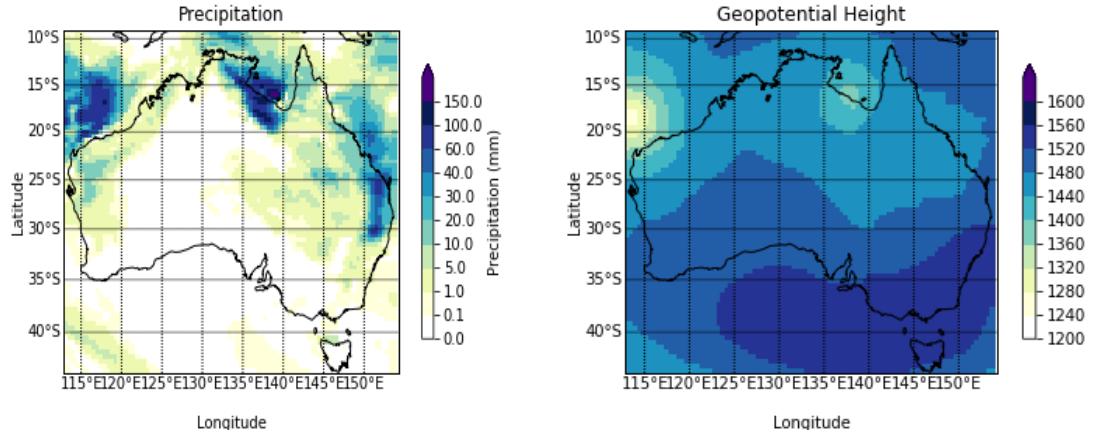 Precipitation
10°S
15°S
20°S
25°S
30°S
35°S
40°S
Latitude
115°E120°E125°E130°E135°E140°E145°E150°E
Longitude
150.0
100.0
60.0
40.0
30.0
20.0
10.0
5.0
1.0
0.1
0.0
Precipitation (mm)
Geopotential Height
10°S
15°S
20°S
25°S
30°S
35°S
40°S
Latitude
115°E120°E125°E130°E135°E140°E145°E150°E
Longitude
1600
1560
1520
1480
1440
1400
1360
1320
1280
1240
1200